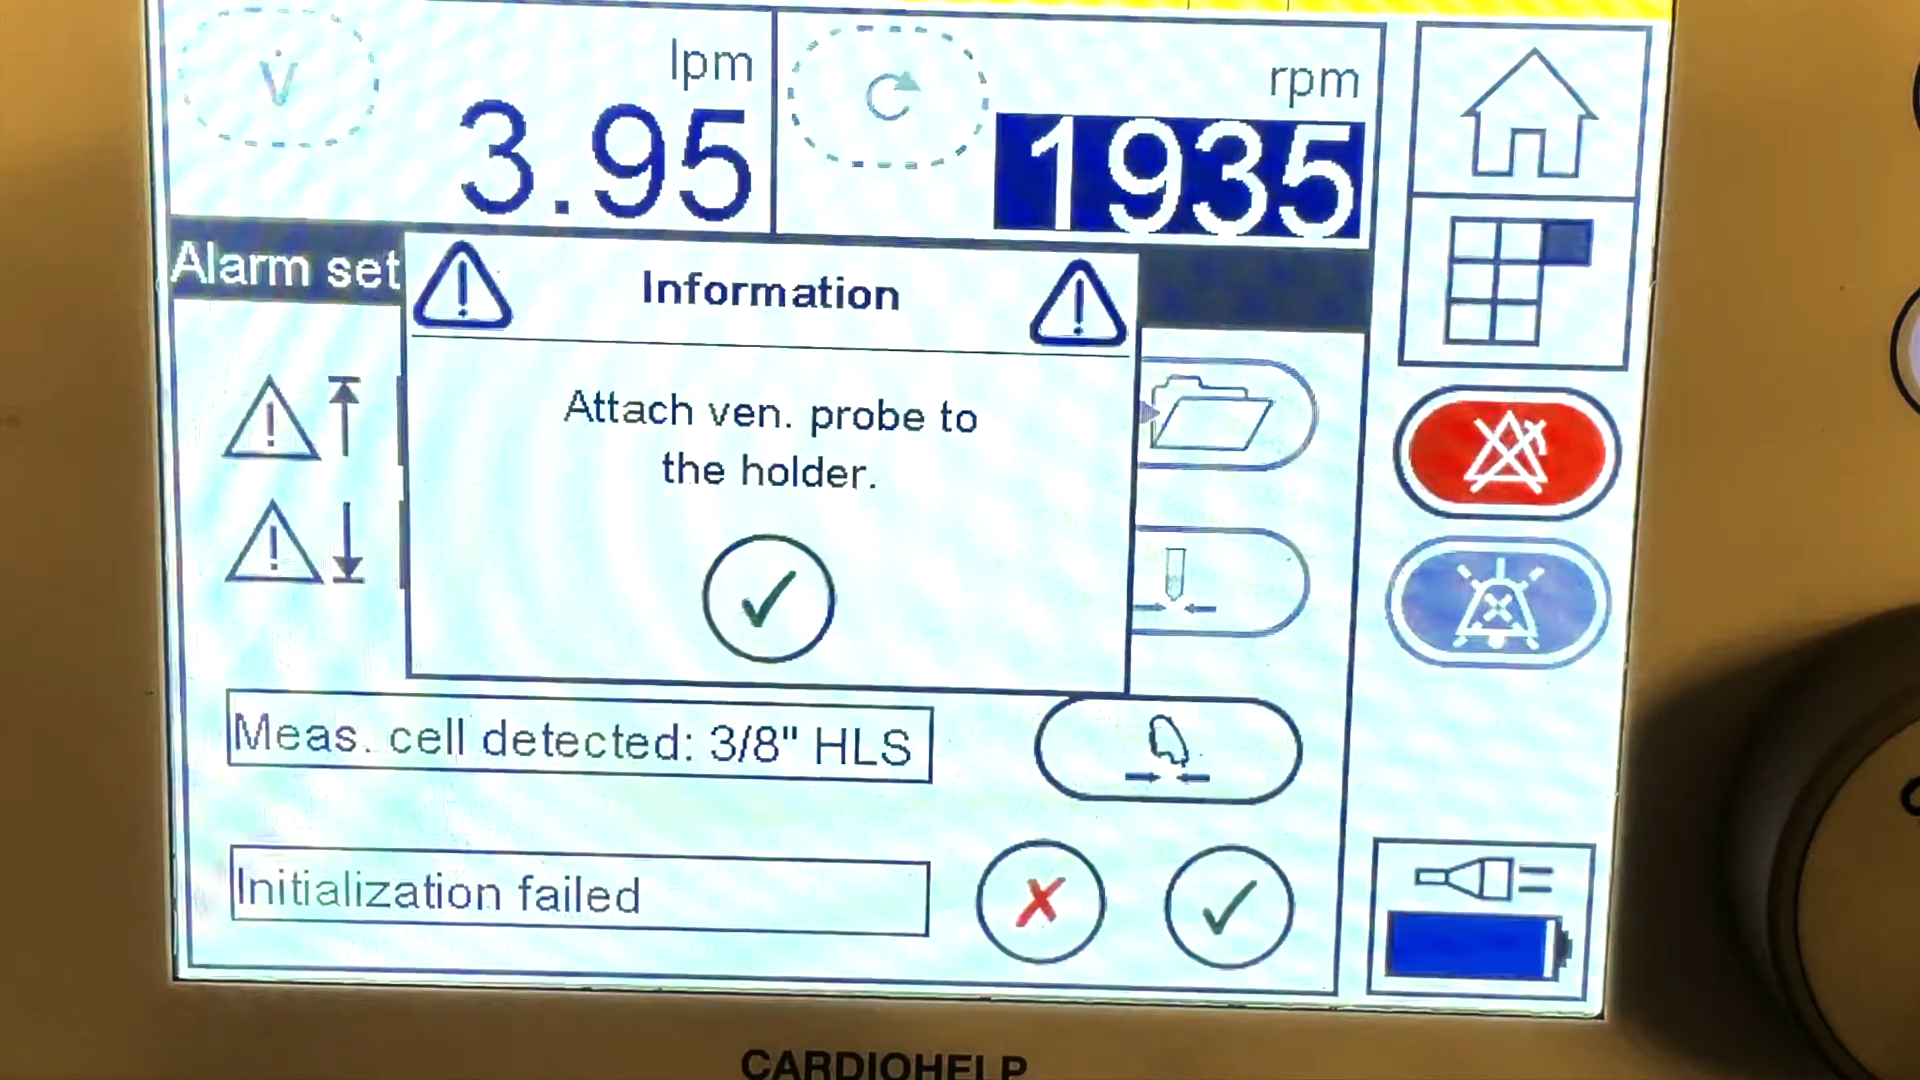 lpm
3.95
rpm
1935
Alarm set
Information
Attach ven. probe to
the holder.
Meas. cell detected: 3/8" HLS
Initialization failed
CARDIOHELP